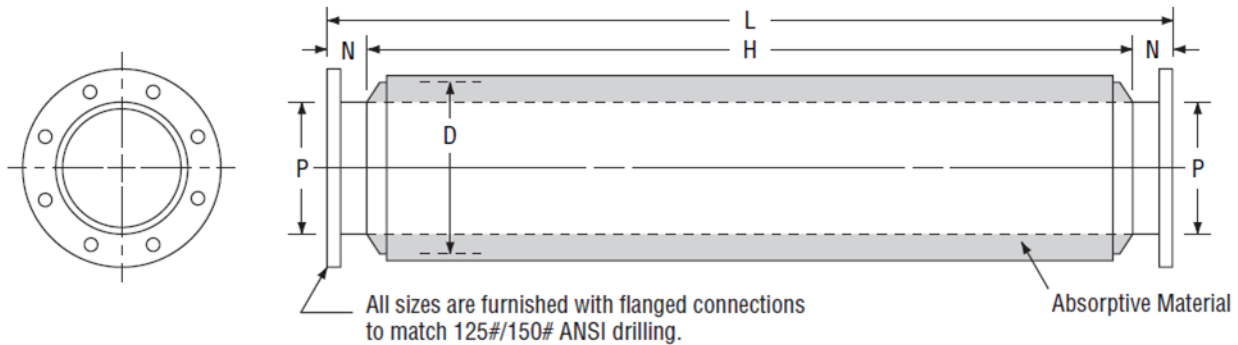 L
N
H
N
P
D
P
All sizes are furnished with flanged connections
to match 125#/150# ANSI drilling.
Absorptive Material